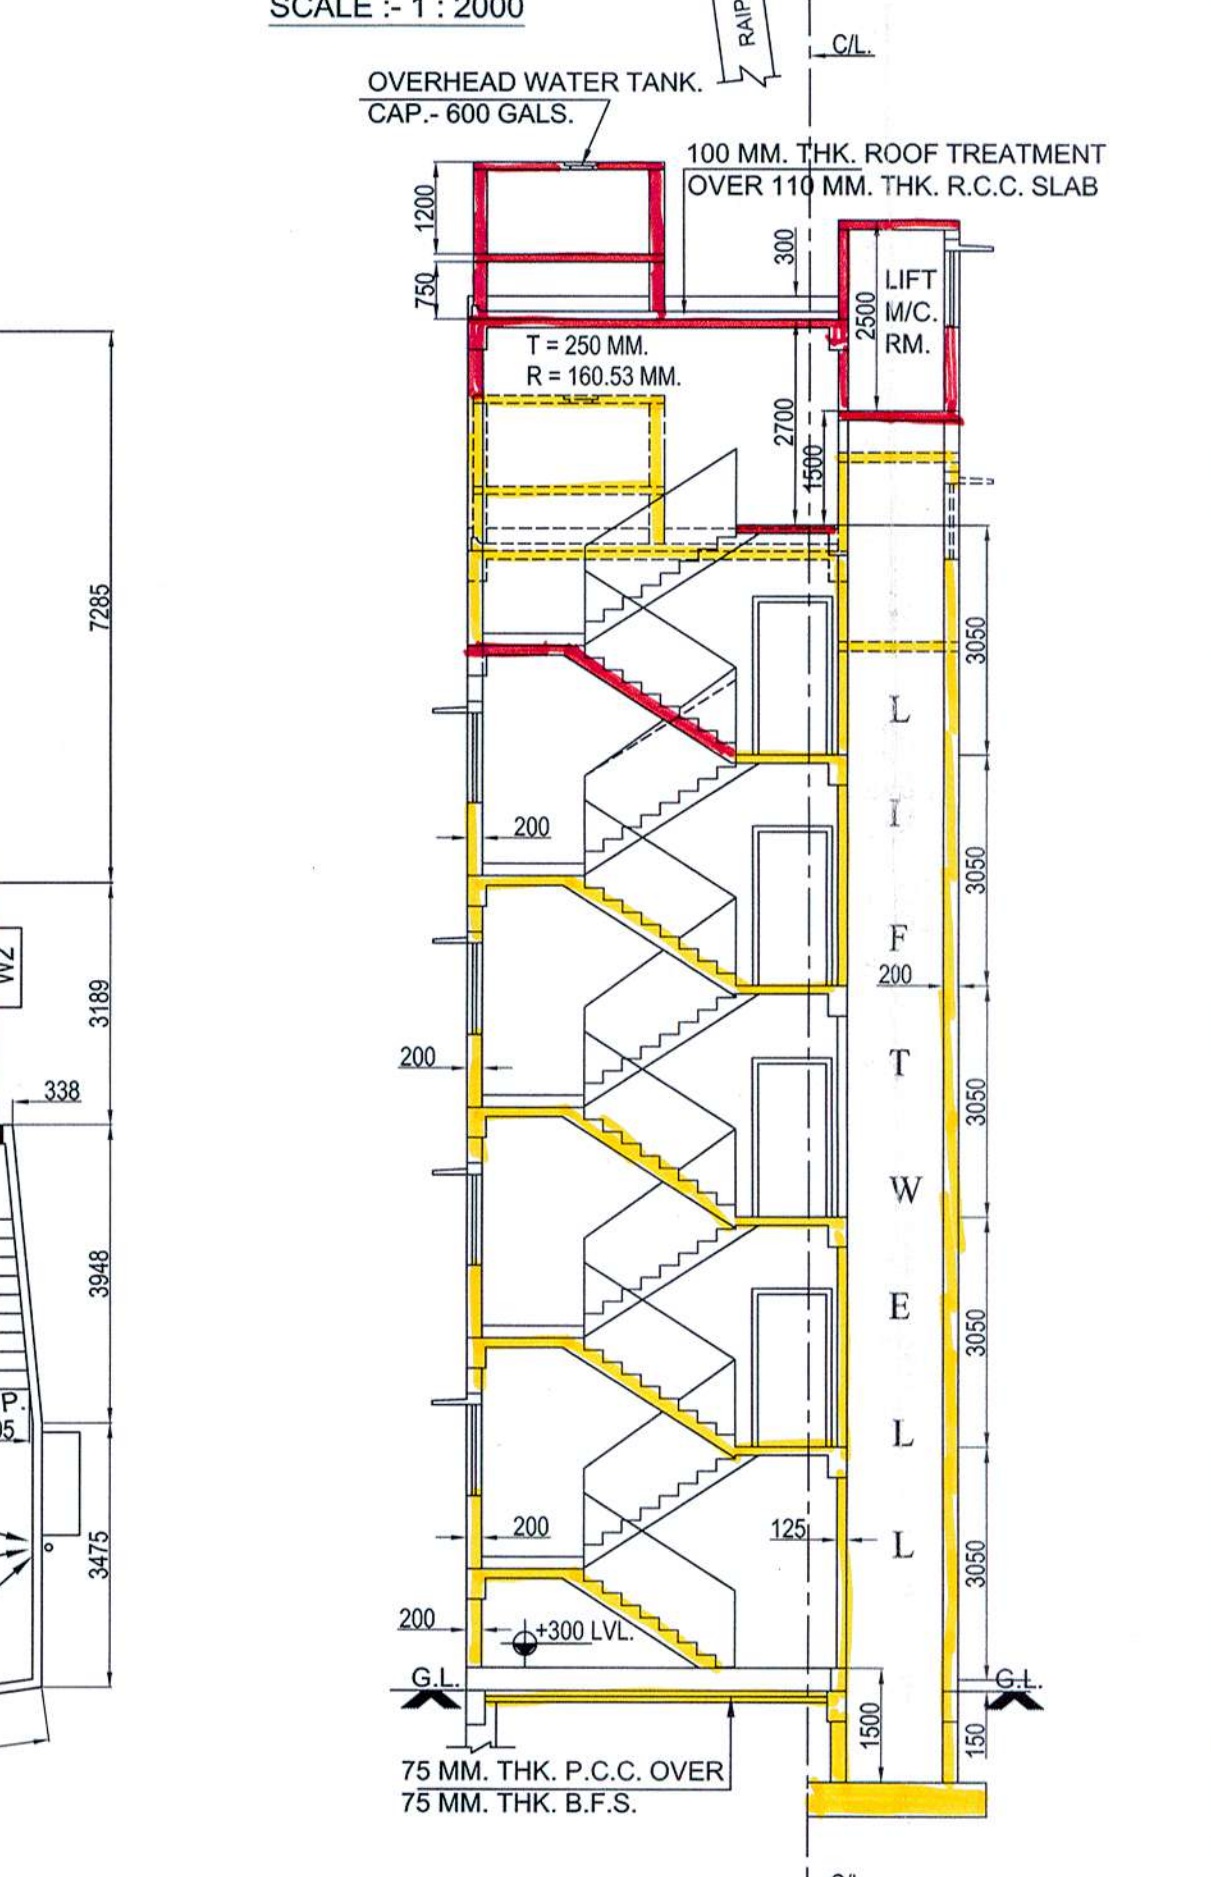 SCALE :- 1 : 2000
RAIP
C/L.
OVERHEAD WATER TANK.
CAP.- 600 GALS.
100 MM. THK. ROOF TREATMENT
OVER 110 MM. THK. R.C.C. SLAB
1200
750
300
2500
LIFT
M/C.
RM.
T = 250 MM.
R = 160.53 MM.
2700
1500
7285
3050
L
I
F
T
W
E
L
L
200
3050
W2
3189
200
200
3050
338
3948
3050
P.
200
125
3475
3050
200
+300 LVL.
G.L.
G.L.
1500
150
75 MM. THK. P.C.C. OVER
75 MM. THK. B.F.S.